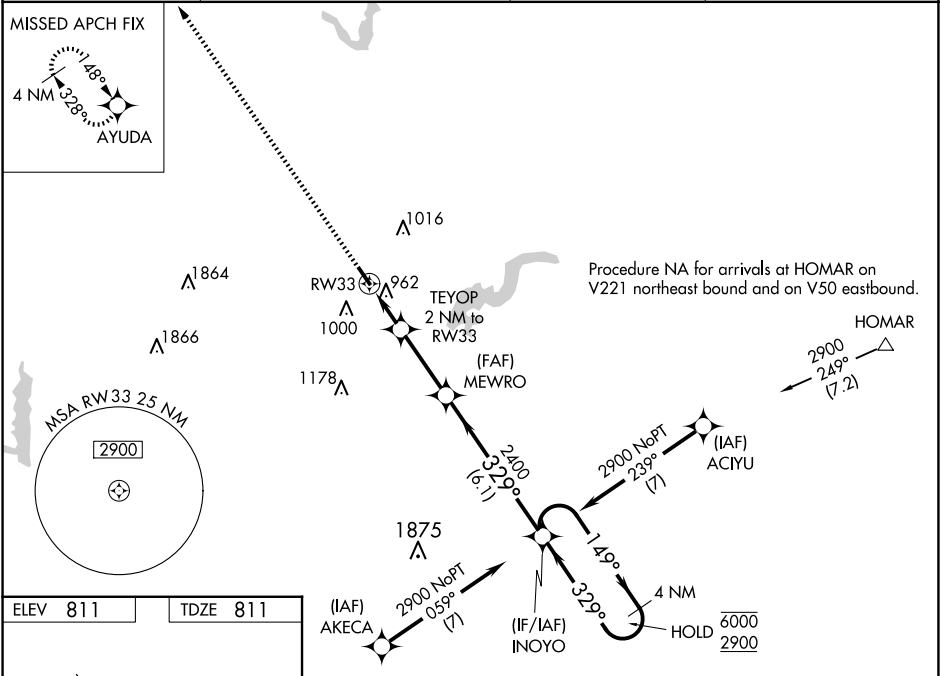 MISSED APCH FIX
4 NM
148°
328°
AYUDA
1016
1864
RW33
962
1000
TEYOP
2 NM to
RW33
1866
Procedure NA for arrivals at HOMAR on
V221 northeast bound and on V50 eastbound.
HOMAR
2900
249°
(7.2)
(FAF)
MEWRO
1178
MSA RW33 25 NM
2900
2400
329°
(6.1)
2900 NoPT
239°
(7)
(IAF)
ACIYU
1875
149°
329°
4 NM
HOLD
6000
2900
2900 NoPT
059°
(7)
(IAF)
AKECA
(IF/IAF)
INOYO
ELEV 811
TDZE 811